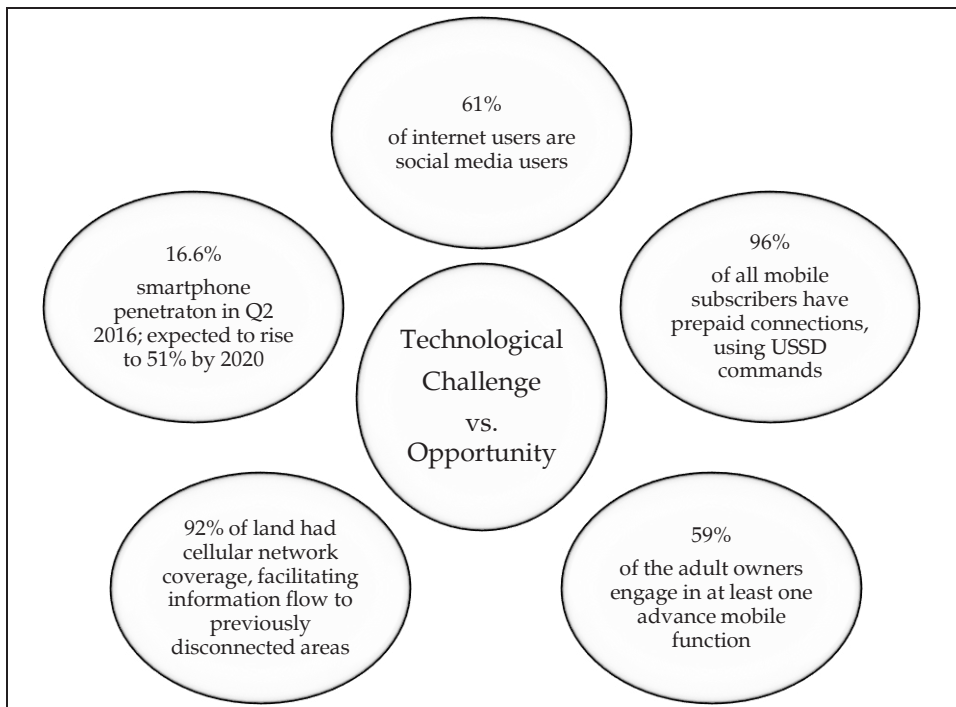 61%
of internet users are
social media users
16.6%
smartphone
penetraton in Q2
2016; expected to rise
to 51% by 2020
96%
of all mobile
subscribers have
prepaid connections,
using USSD
commands
Technological
Challenge
vs.
Opportunity
92% of land had
cellular network
coverage, facilitating
information flow to
previously
disconnected areas
59%
of the adult owners
engage in at least one
advance mobile
function